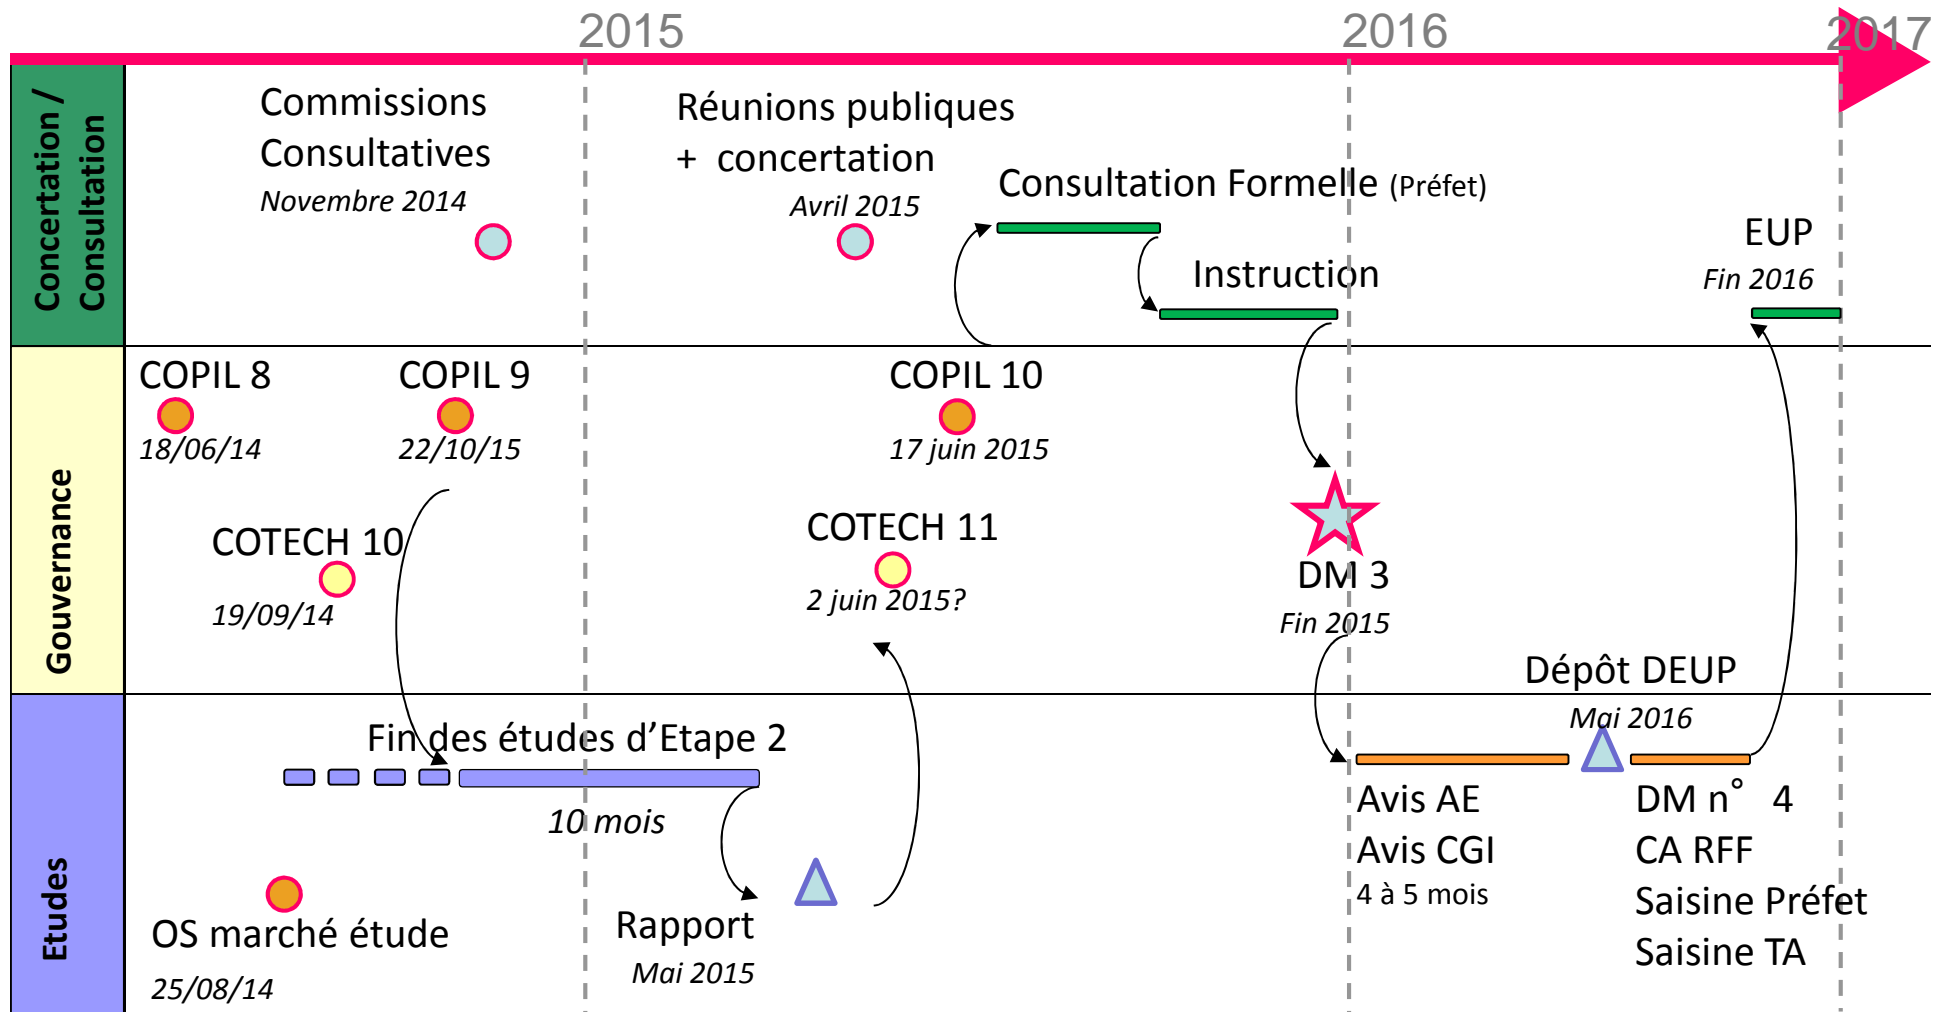 2015
2016
2017
Concertation /
Consultation
Commissions
Consultatives
Novembre 2014
Réunions publiques
+ concertation
Avril 2015
Consultation Formelle (Préfet)
Instruction
EUP
Fin 2016
Gouvernance
COPIL 8
18/06/14
COPIL 9
22/10/15
COPIL 10
17 juin 2015
COTECH 10
19/09/14
COTECH 11
2 juin 2015?
DM 3
Fin 2015
Dépôt DEUP
Mai 2016
Etudes
Fin des études d’Etape 2
10 mois
OS marché étude
25/08/14
Rapport
Mai 2015
Avis AE
Avis CGI
4 à 5 mois
DM n° 4
CA RFF
Saisine Préfet
Saisine TA